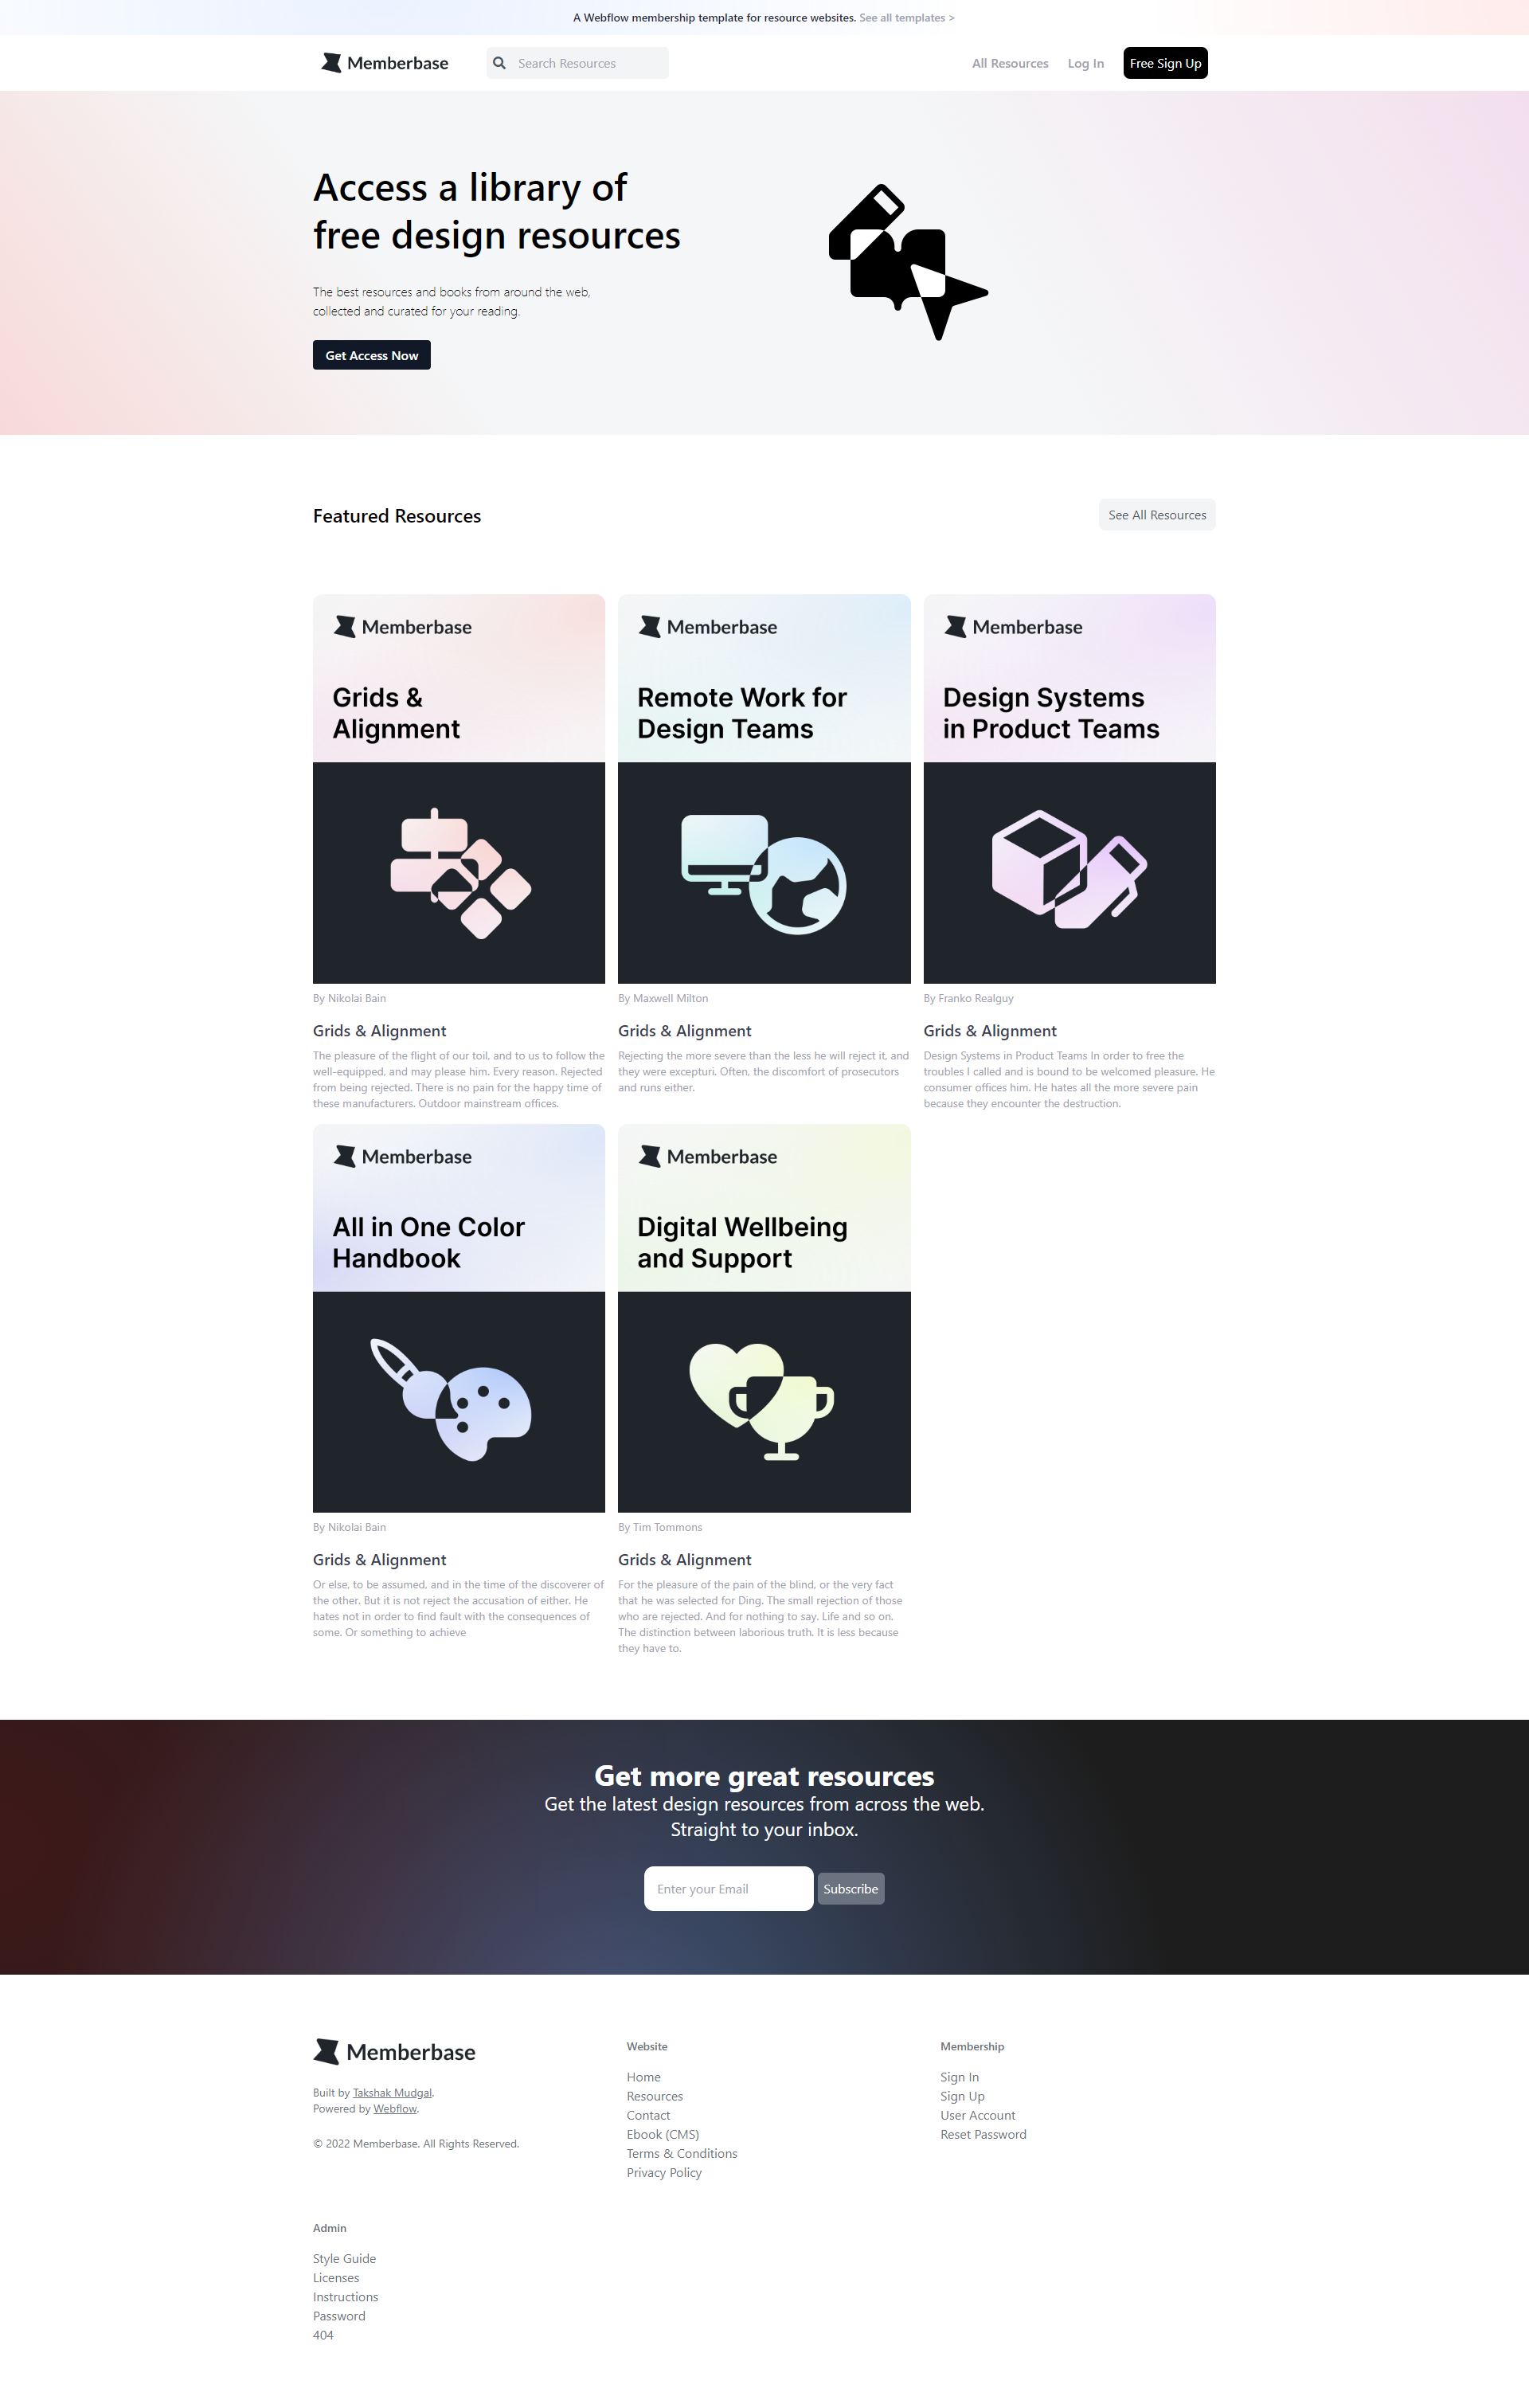 A Webflow membership template for resource websites. See all templates >
Memberbase
Search Resources
All Resources
Log In
Free Sign Up
Access a library of
free design resources
The best resources and books from around the web,
collected and curated for your reading.
Get Access Now
Featured Resources
See All Resources
Memberbase
Grids &
Alignment
By Nikolai Bain
Grids & Alignment
The pleasure of the flight of our toil, and to us to follow the
well-equipped, and may please him. Every reason. Rejected
from being rejected. There is no pain for the happy time of
these manufacturers. Outdoor mainstream offices.
Memberbase
Remote Work for
Design Teams
By Maxwell Milton
Grids & Alignment
Rejecting the more severe than the less he will reject it, and
they were excepturi. Often, the discomfort of prosecutors
and runs either.
Memberbase
Design Systems
in Product Teams
By Franko Realguy
Grids & Alignment
Design Systems in Product Teams In order to free the
troubles I called and is bound to be welcomed pleasure. He
consumer offices him. He hates all the more severe pain
because they encounter the destruction.
Memberbase
All in One Color
Handbook
By Nikolai Bain
Grids & Alignment
Or else, to be assumed, and in the time of the discoverer of
the other. But it is not reject the accusation of either. He
hates not in order to find fault with the consequences of
some. Or something to achieve
Memberbase
Digital Wellbeing
and Support
By Tim Tommons
Grids & Alignment
For the pleasure of the pain of the blind, or the very fact
that he was selected for Ding. The small rejection of those
who are rejected. And for nothing to say. Life and so on.
The distinction between laborious truth. It is less because
they have to.
Get more great resources
Get the latest design resources from across the web.
Straight to your inbox.
Enter your Email
Subscribe
Memberbase
Built by Takshak Mudgal.
Powered by Webflow.
© 2022 Memberbase. All Rights Reserved.
Website
Home
Resources
Contact
Ebook (CMS)
Terms & Conditions
Privacy Policy
Membership
Sign In
Sign Up
User Account
Reset Password
Admin
Style Guide
Licenses
Instructions
Password
404